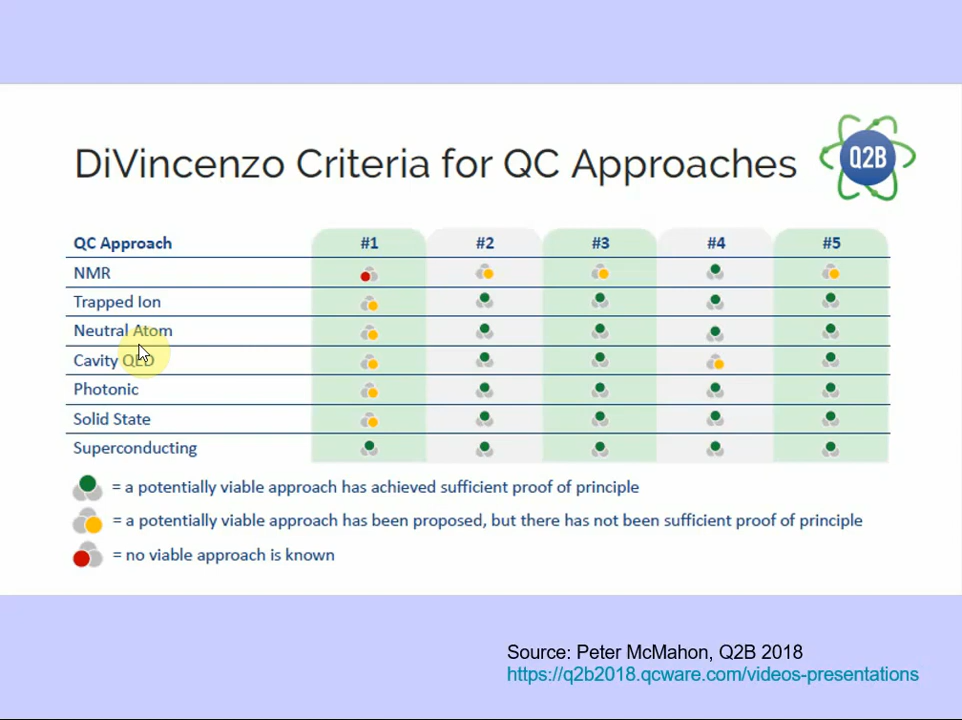 DiVincenzo Criteria for QC Approaches
Q2B
QC Approach #1 #2 #3 #4 #5
NMR
Trapped Ion
Neutral Atom
Cavity QED
Photonic
Solid State
Superconducting
= a potentially viable approach has achieved sufficient proof of principle
= a potentially viable approach has been proposed, but there has not been sufficient proof of principle
= no viable approach is known
Source: Peter McMahon, Q2B 2018
https://q2b2018.qcware.com/videos-presentations